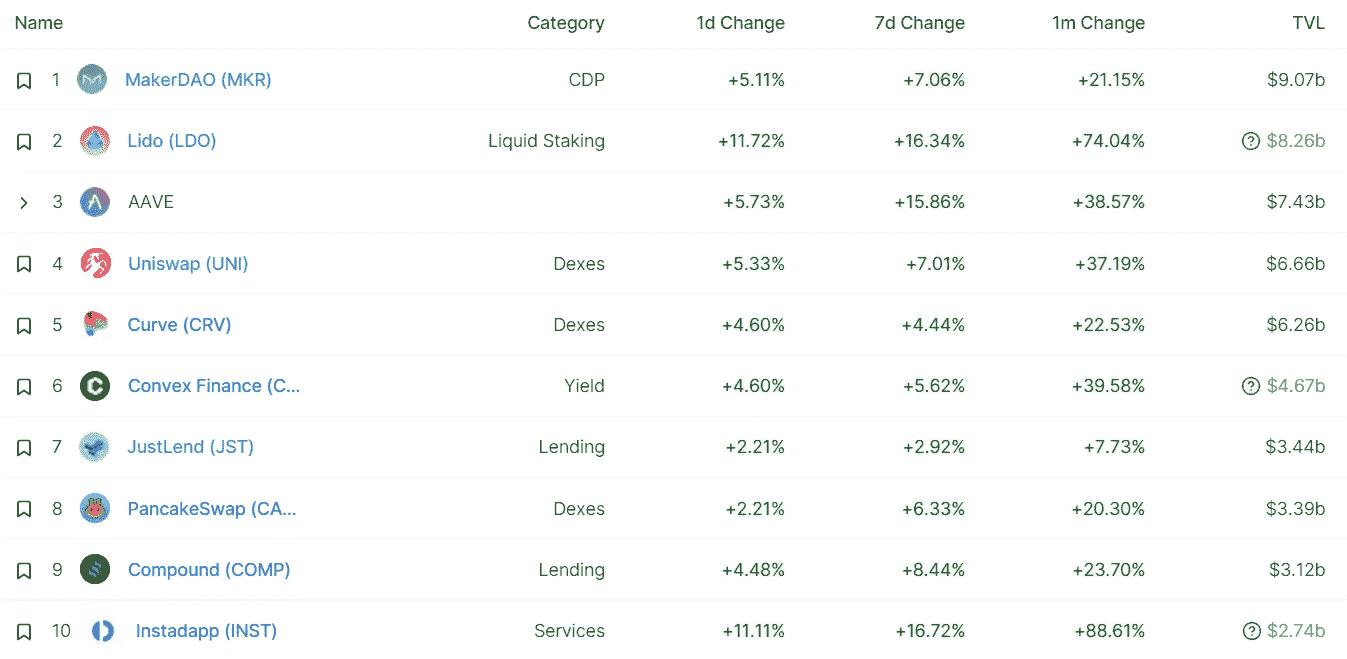 Name Category 1d Change 7d Change 1m Change TVL
1 MakerDAO (MKR) CDP +5.11% +7.06% +21.15% $9.07b
2 Lido (LDO) Liquid Staking +11.72% +16.34% +74.04% ? $8.26b
3 AAVE +5.73% +15.86% +38.57% $7.43b
4 Uniswap (UNI) Dexes +5.33% +7.01% +37.19% $6.66b
5 Curve (CRV) Dexes +4.60% +4.44% +22.53% $6.26b
6 Convex Finance (C... Yield +4.60% +5.62% +39.58% ? $4.67b
7 JustLend (JST) Lending +2.21% +2.92% +7.73% $3.44b
8 PancakeSwap (CA... Dexes +2.21% +6.33% +20.30% $3.39b
9 Compound (COMP) Lending +4.48% +8.44% +23.70% $3.12b
10 Instadapp (INST) Services +11.11% +16.72% +88.61% ? $2.74b